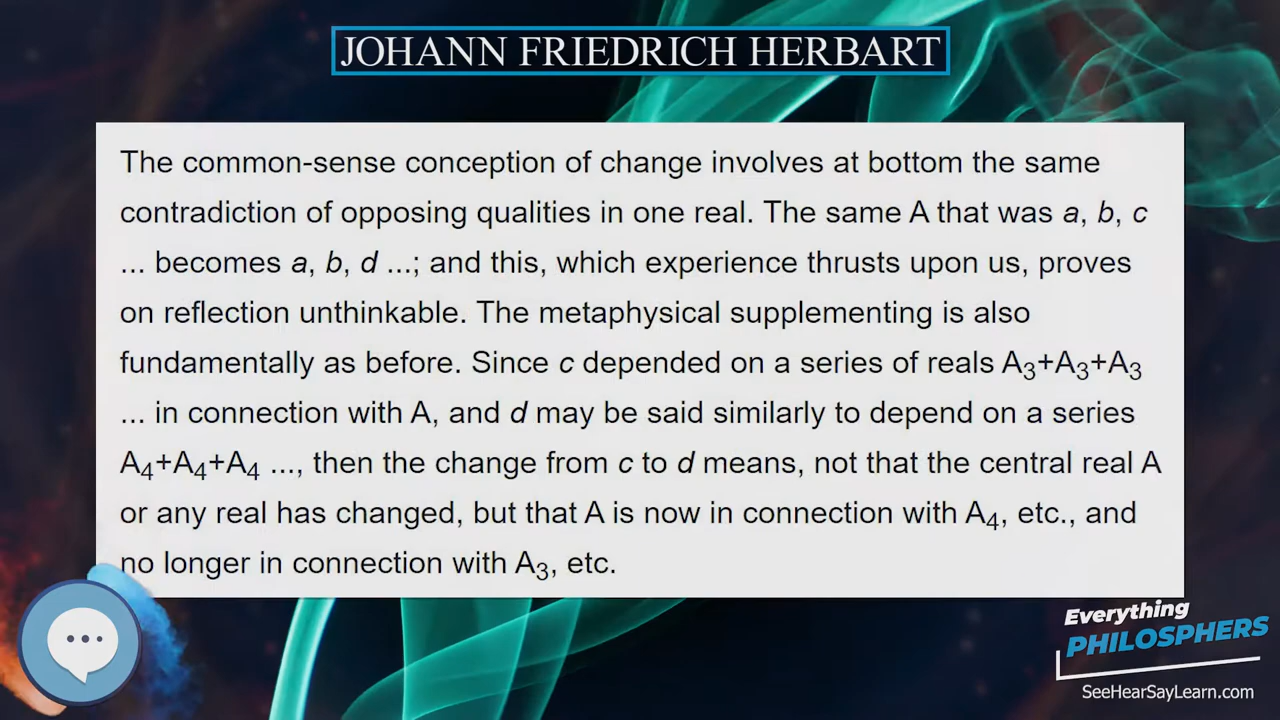 JOHANN FRIEDRICH HERBART
The common-sense conception of change involves at bottom the same
contradiction of opposing qualities in one real. The same A that was a, b, c
... becomes a, b, d ...; and this, which experience thrusts upon us, proves
on reflection unthinkable. The metaphysical supplementing is also
fundamentally as before. Since c depended on a series of reals A₃+A₃+A₃
... in connection with A, and d may be said similarly to depend on a series
A₄+A₄+A₄ ..., then the change from c to d means, not that the central real A
or any real has changed, but that A is now in connection with A₄, etc., and
no longer in connection with A₃, etc.
Everything
PHILOSPHERS
SeeHearSayLearn.com